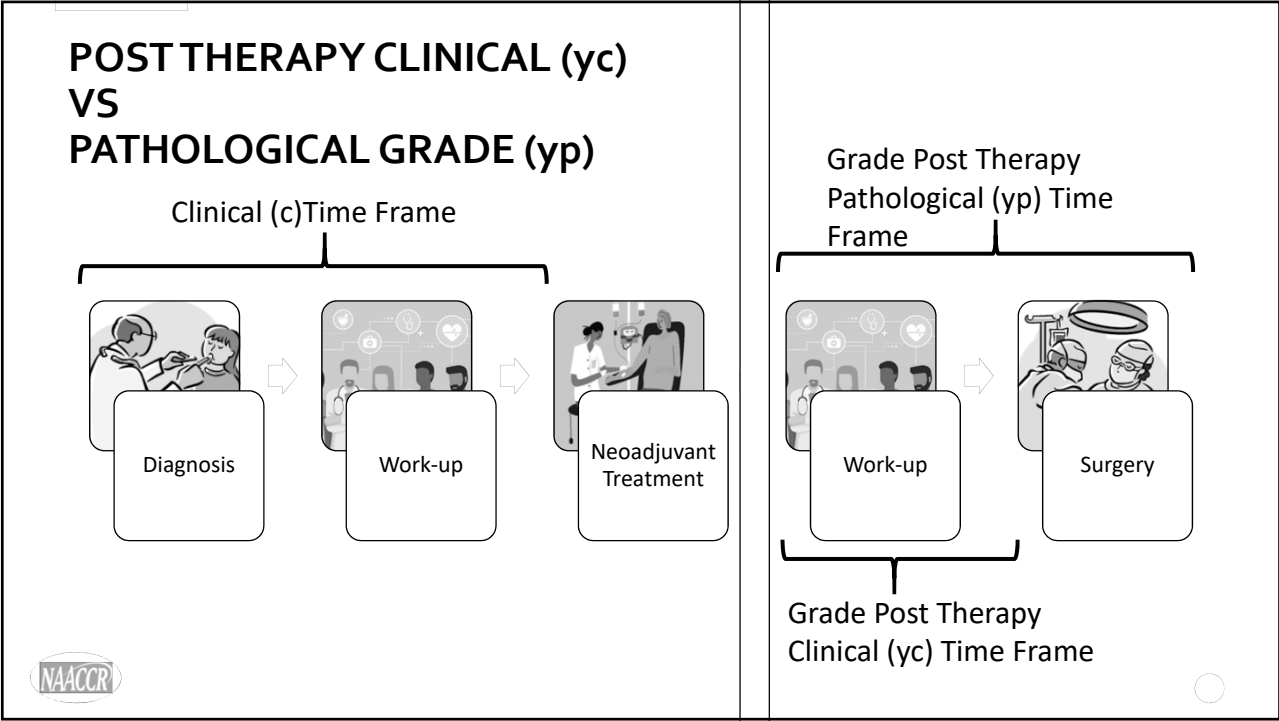 POST THERAPY CLINICAL (yc)
VS
PATHOLOGICAL GRADE (yp)
Clinical (c)Time Frame
Grade Post Therapy
Pathological (yp) Time
Frame
Diagnosis
Work-up
Neoadjuvant
Treatment
Work-up
Surgery
Grade Post Therapy
Clinical (yc) Time Frame
NAACCR